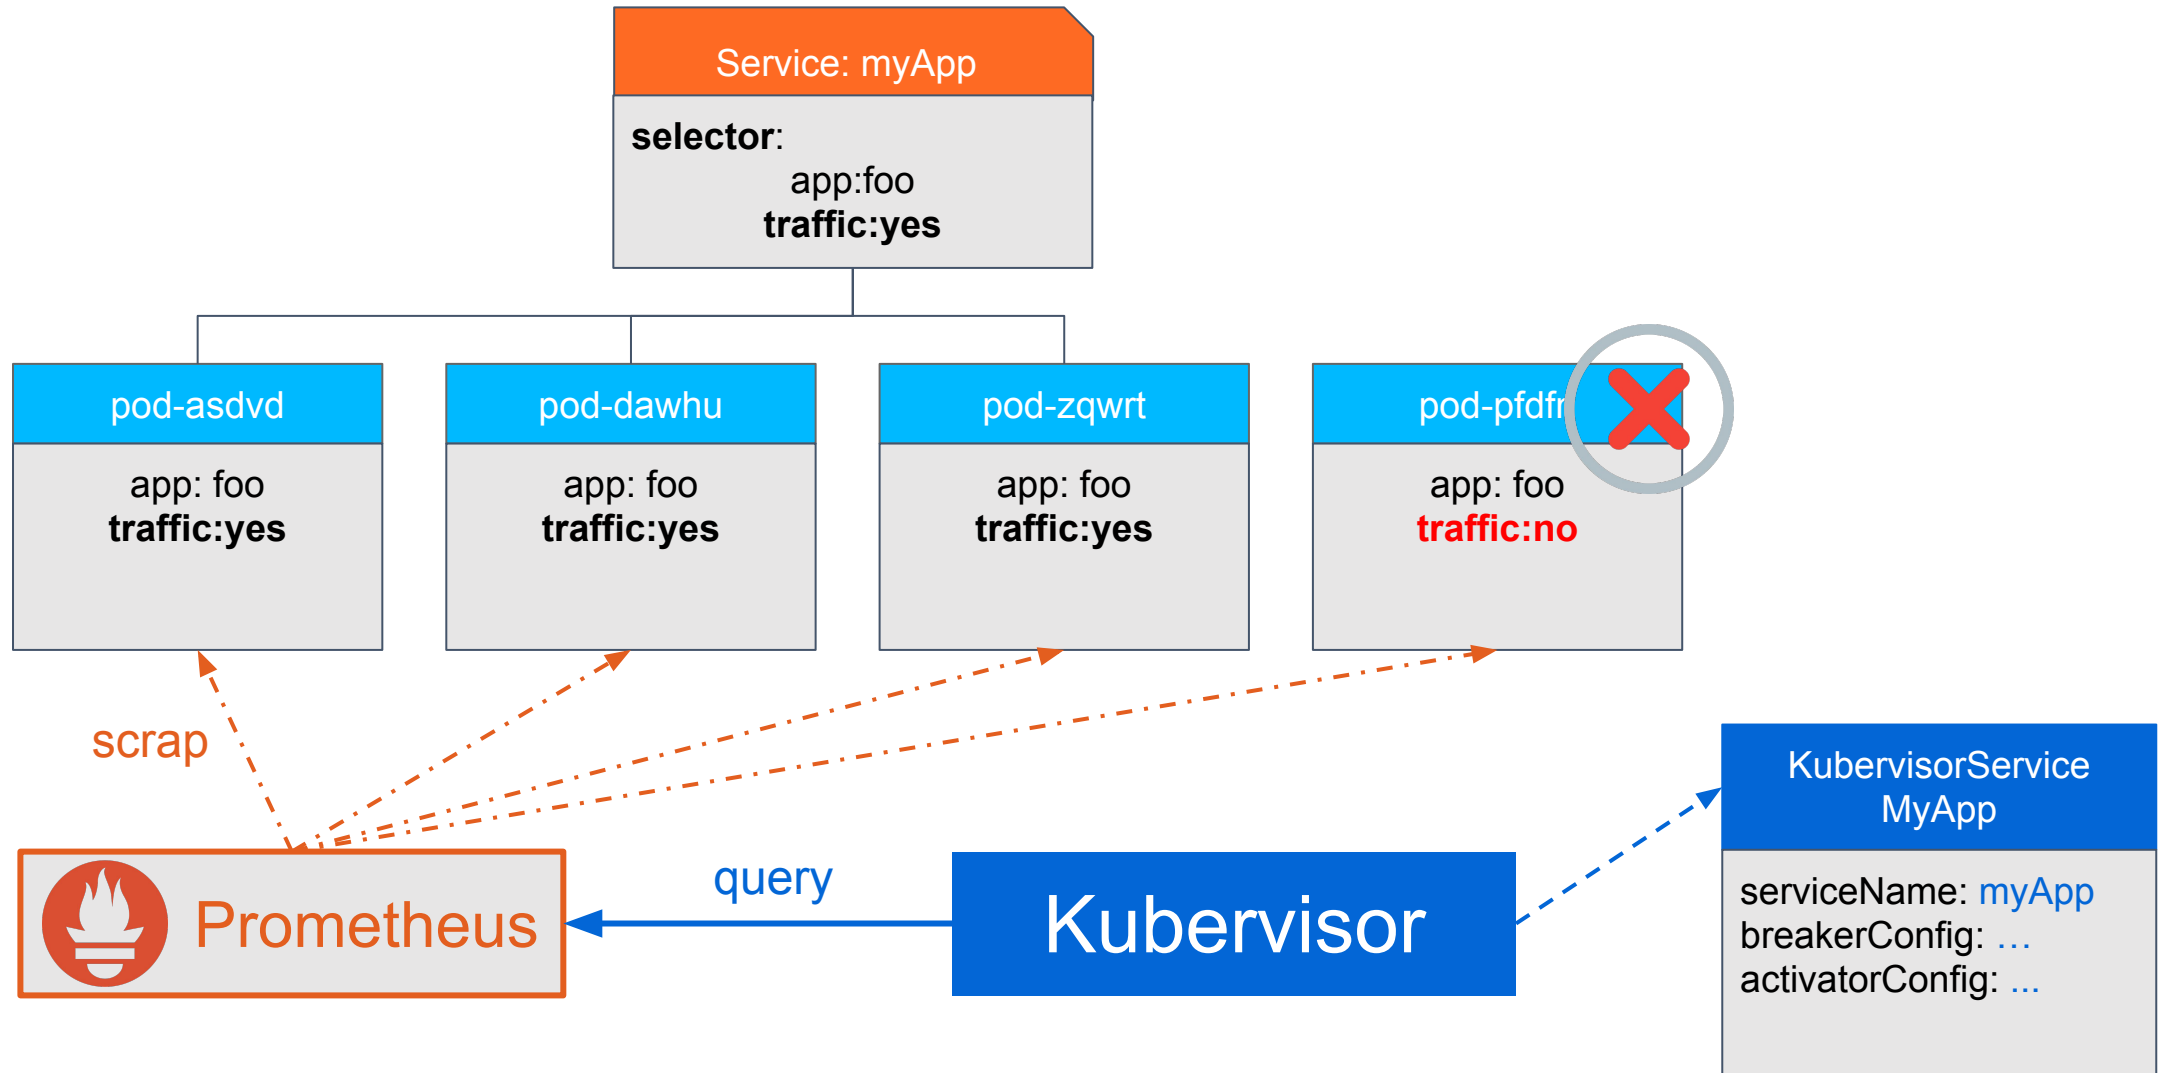 Service: myApp
selector:
app:foo
traffic:yes
pod-asdvd
app: foo
traffic:yes
pod-dawhu
app: foo
traffic:yes
pod-zqwrt
app: foo
traffic:yes
app: foo
traffic:no
scrap
Prometheus
query
Kubervisor
KubervisorService
MyApp
serviceName: myApp
breakerConfig: …
activatorConfig: ...